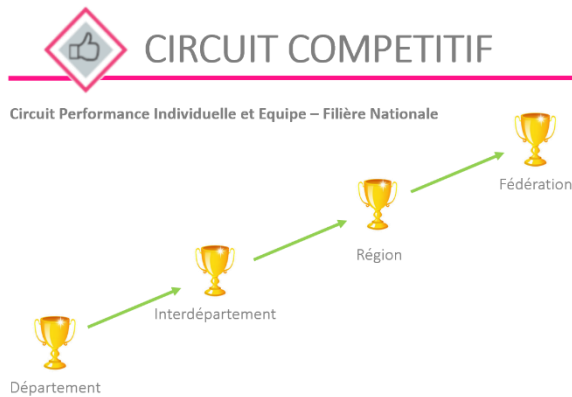 CIRCUIT COMPETITIF
Circuit Performance Individuelle et Equipe – Filière Nationale
Fédération
Région
Interdépartement
Département